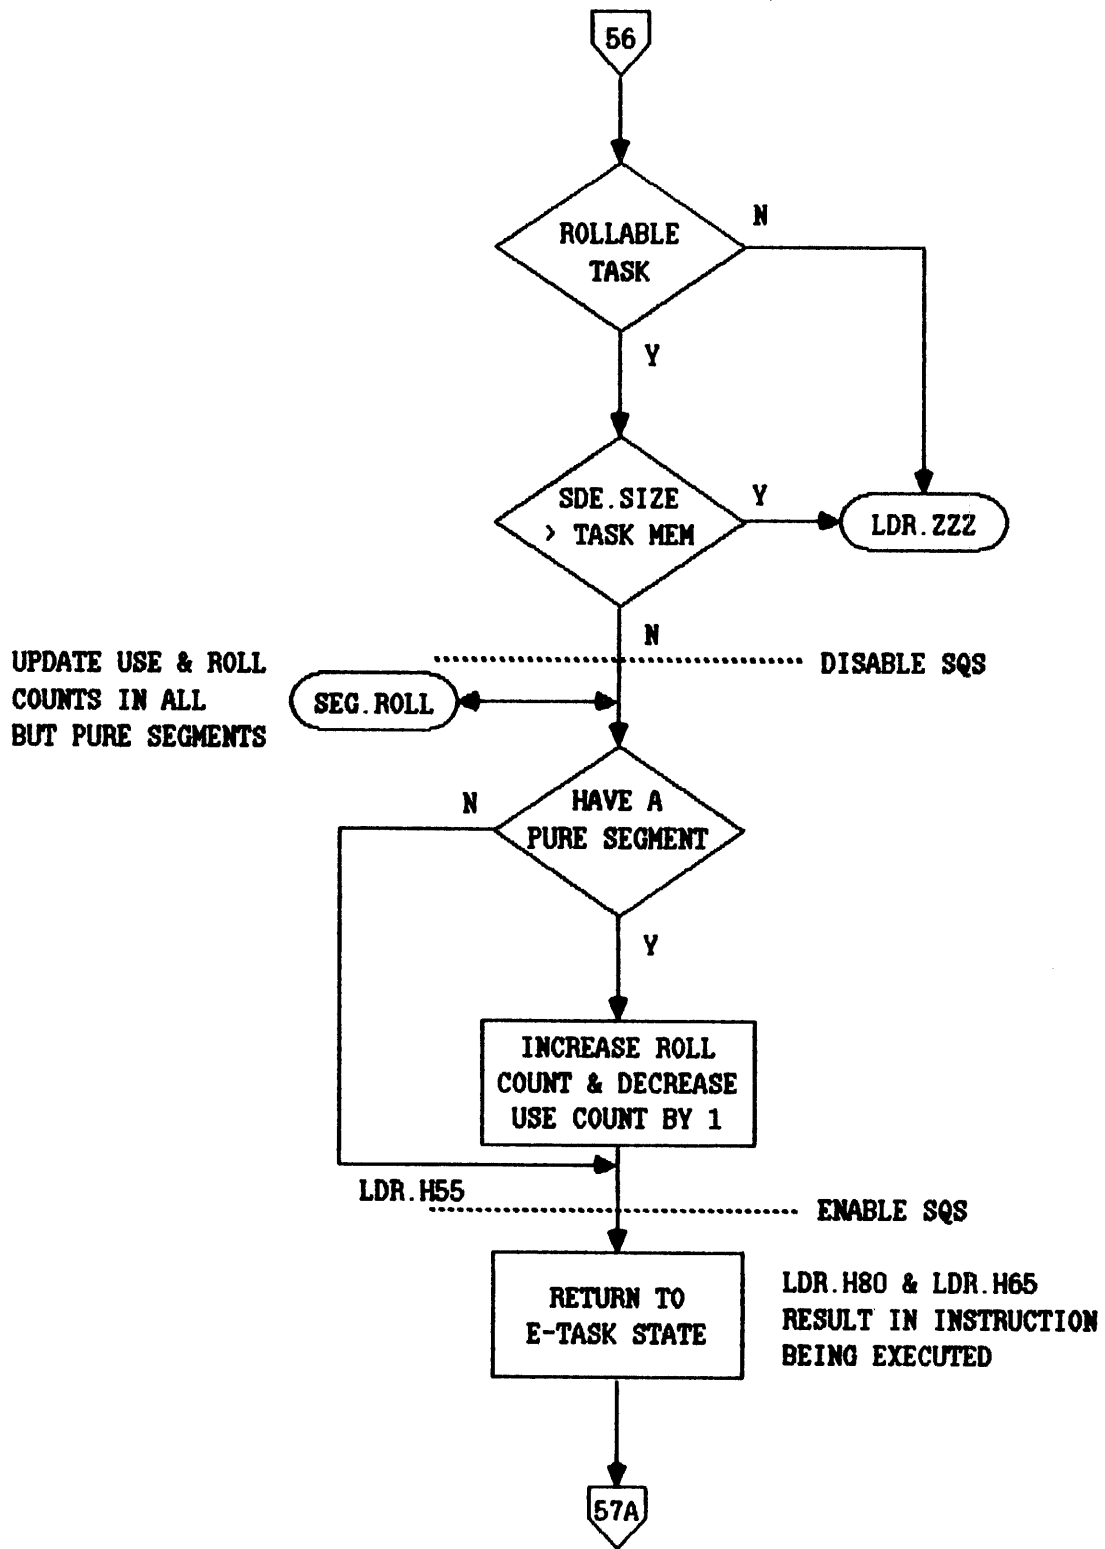 56
ROLLABLE
TASK
N
Y
SDE.SIZE
> TASK MEM
Y
LDR.ZZZ
N
UPDATE USE & ROLL
COUNTS IN ALL
BUT PURE SEGMENTS
DISABLE SQS
SEG.ROLL
HAVE A
PURE SEGMENT
N
Y
INCREASE ROLL
COUNT & DECREASE
USE COUNT BY 1
LDR.H55
ENABLE SQS
RETURN TO
E-TASK STATE
LDR.H80 & LDR.H65
RESULT IN INSTRUCTION
BEING EXECUTED
57A